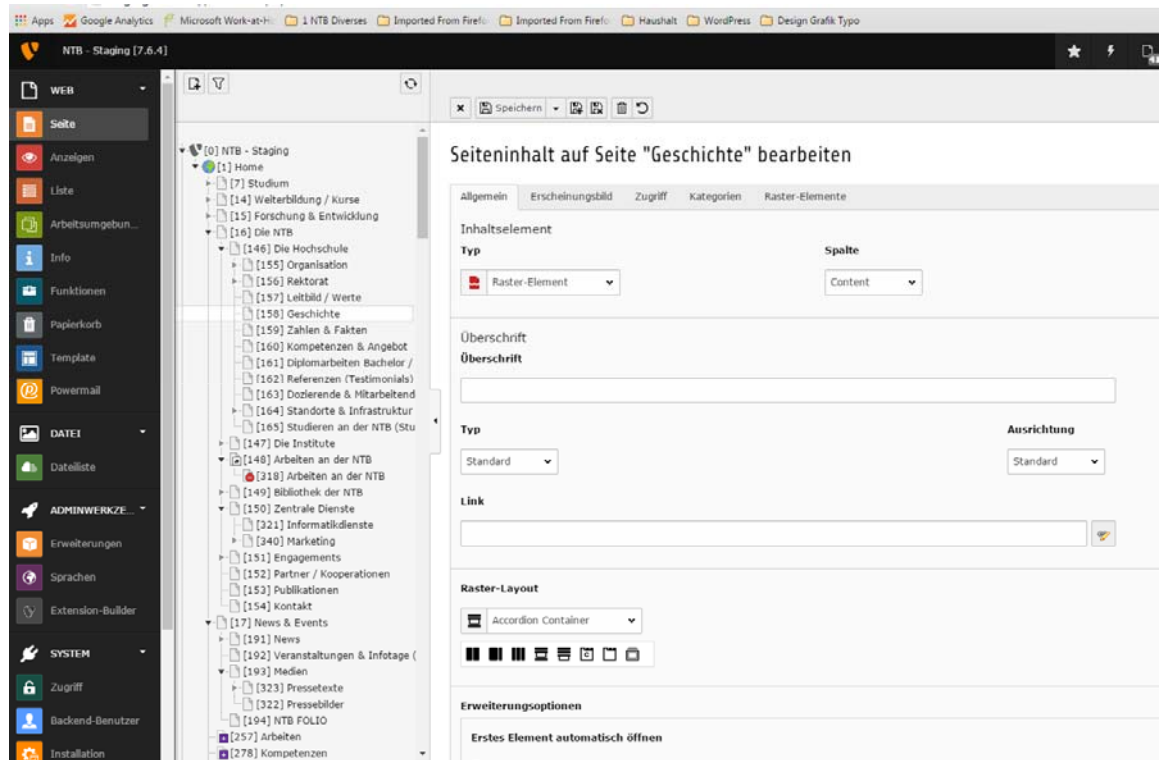 Apps Google Analytics Microsoft Work-at-H 1 NTB Diverses Imported From Firefo Imported From Firefo Haushalt WordPress Design Grafik Typo
NTB - Staging [7.6.4]
WEB
Seite
Anzeigen
Liste
Arbeitsumgebun...
Info
Funktionen
Papierkorb
Template
Powermail
DATEI
Dateiliste
ADMINWERKZE...
Erweiterungen
Sprachen
Extension-Builder
SYSTEM
Zugriff
Backend-Benutzer
Installation
[0] NTB - Staging
[1] Home
[7] Studium
[14] Weiterbildung / Kurse
[15] Forschung & Entwicklung
[16] Die NTB
[146] Die Hochschule
[155] Organisation
[156] Rektorat
[157] Leitbild / Werte
[158] Geschichte
[159] Zahlen & Fakten
[160] Kompetenzen & Angebot
[161] Diplomarbeiten Bachelor /
[162] Referenzen (Testimonials)
[163] Dozierende & Mitarbeitend
[164] Standorte & Infrastruktur
[165] Studieren an der NTB (Stu
[147] Die Institute
[148] Arbeiten an der NTB
[318] Arbeiten an der NTB
[149] Bibliothek der NTB
[150] Zentrale Dienste
[321] Informatikdienste
[340] Marketing
[151] Engagements
[152] Partner / Kooperationen
[153] Publikationen
[154] Kontakt
[17] News & Events
[191] News
[192] Veranstaltungen & Infotage (
[193] Medien
[323] Pressetexte
[322] Pressebilder
[194] NTB FOLIO
[257] Arbeiten
[278] Kompetenzen
Speichern
Seiteninhalt auf Seite "Geschichte" bearbeiten
Allgemein Erscheinungsbild Zugriff Kategorien Raster-Elemente
Inhaltselement
Typ Spalte
Raster-Element Content
Überschrift
Überschrift
Typ Ausrichtung
Standard Standard
Link
Raster-Layout
Accordion Container
Erweiterungsoptionen
Erstes Element automatisch öffnen